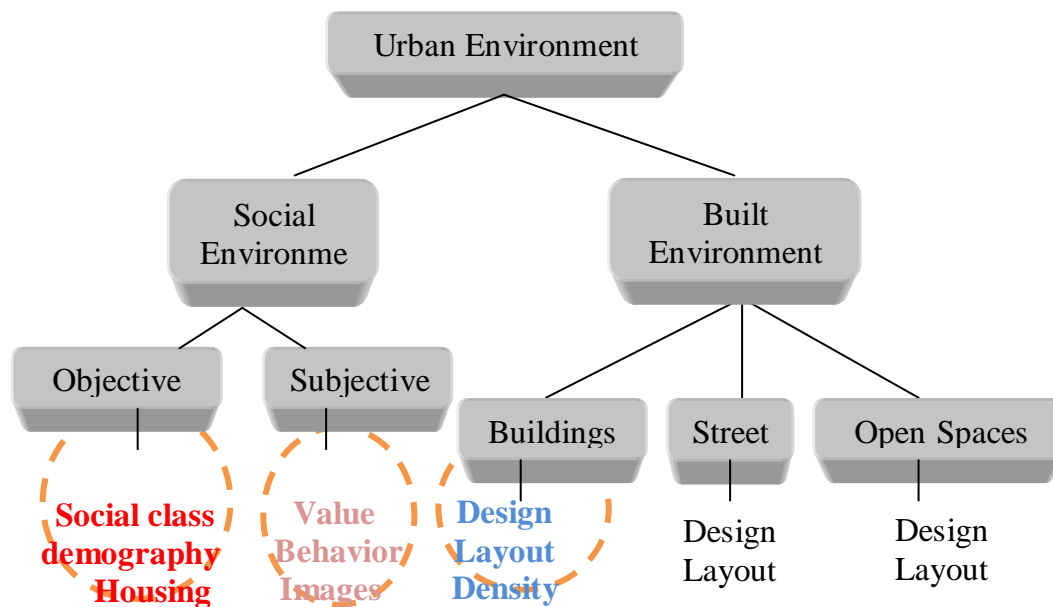 Urban Environment
Social
Environme
Built
Environment
Objective
Subjective
Buildings
Street
Open Spaces
Social class
demography
Housing
Value
Behavior
Images
Design
Layout
Density
Design
Layout
Design
Layout